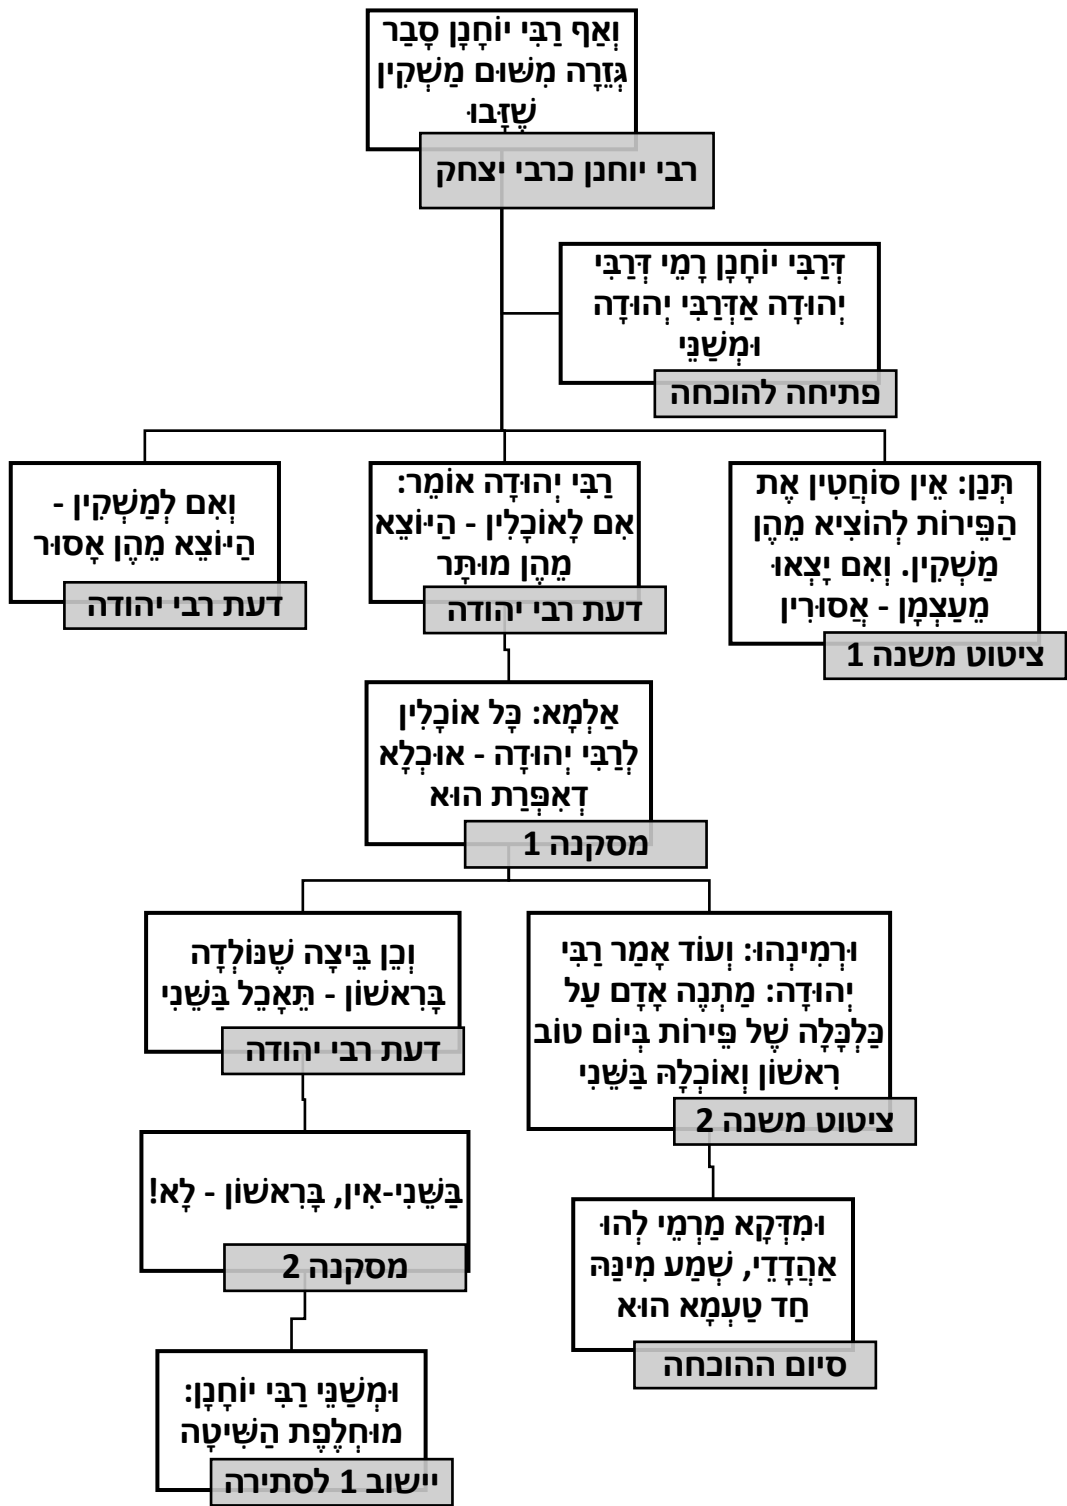 וְאַף רַבִּי יוֹחָנָן סָבַר
גְּזֵרָה מִשּׁוּם מַשְׁקִין
שֶׁזָּבוּ
רבי יוחנן כרבי יצחק
דְּרַבִּי יוֹחָנָן רָמֵי דְּרַבִּי
יְהוּדָה אַדְּרַבִּי יְהוּדָה
וּמְשַׁנֵּי
פתיחה להוכחה
תְּנַן: אֵין סוֹחֲטִין אֶת
הַפֵּירוֹת לְהוֹצִיא מֵהֶן
מַשְׁקִין. וְאִם יָצְאוּ
מֵעַצְמָן - אֲסוּרִין
ציטוט משנה 1
רַבִּי יְהוּדָה אוֹמֵר:
אִם לָאוֹכָלִין - הַיּוֹצֵא
מֵהֶן מוּתָּר
דעת רבי יהודה
וְאִם לְמַשְׁקִין -
הַיּוֹצֵא מֵהֶן אָסוּר
דעת רבי יהודה
אַלְמָא: כָּל אוֹכָלִין
לְרַבִּי יְהוּדָה - אוּכְלָא
דְאִפְּרַת הוּא
מסקנה 1
וּרְמִינְהוּ: וְעוֹד אָמַר רַבִּי
יְהוּדָה: מַתְנֶה אָדָם עַל
כַּלְכָּלָה שֶׁל פֵּירוֹת בְּיוֹם טוֹב
רִאשׁוֹן וְאוֹכְלָהּ בַּשֵּׁנִי
ציטוט משנה 2
וְכֵן בֵּיצָה שֶׁנּוֹלְדָה
בָּרִאשׁוֹן - תֵּאָכֵל בַּשֵּׁנִי
דעת רבי יהודה
בַּשֵּׁנִי-אִין, בָּרִאשׁוֹן - לָא!
מסקנה 2
וּמִדְּקָא מַרְמֵי לְהוּ
אַהֲדָדֵי, שְׁמַע מִינַּהּ
חַד טַעְמָא הוּא
סיום ההוכחה
וּמְשַׁנֵּי רַבִּי יוֹחָנָן:
מוּחְלֶפֶת הַשִּׁיטָה
יישוב 1 לסתירה